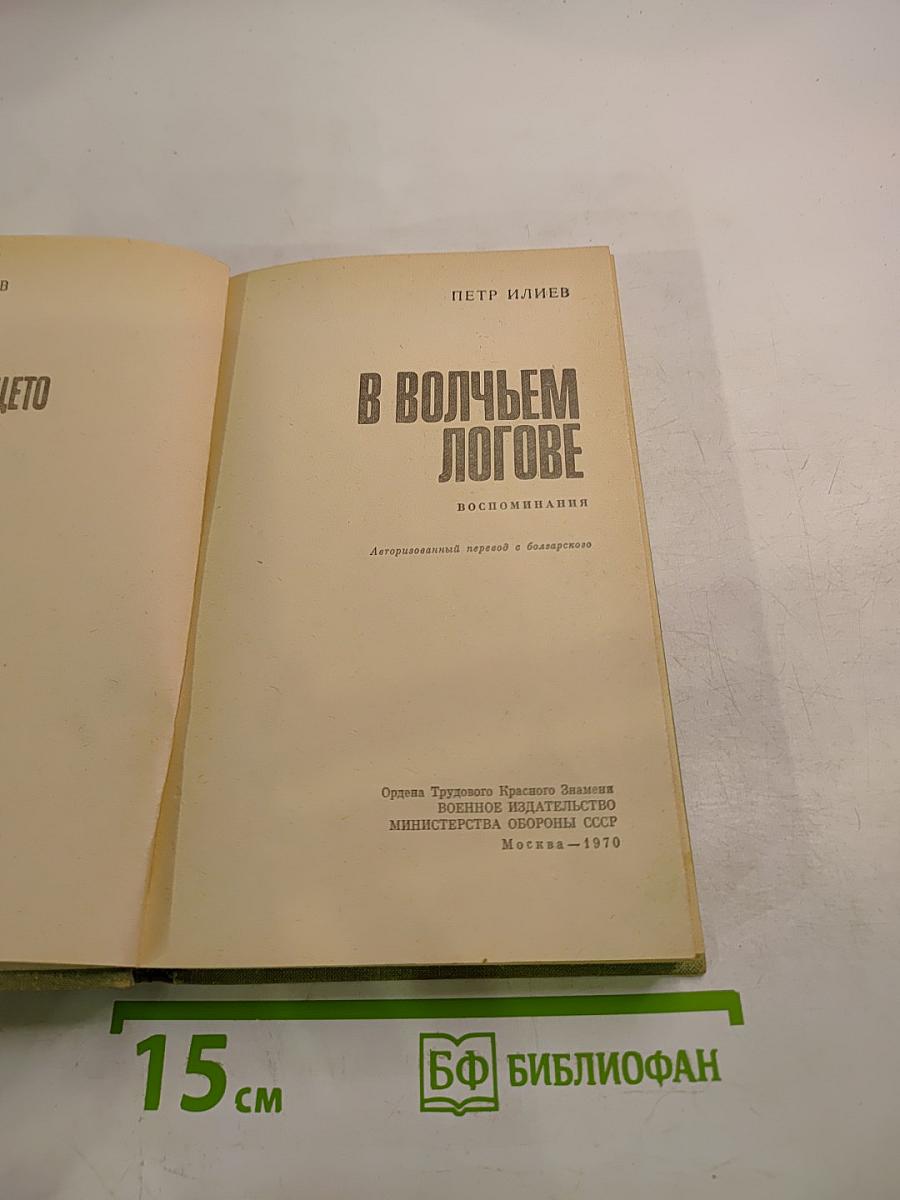 В
ЩЕТО
ПЕТР ИЛИЕВ
В ВОЛЧЬЕМ
ЛОГОВЕ
ВОСПОМИНАНИЯ
Авторизованный перевод с болгарского
Ордена Трудового Красного Знамени
ВОЕННОЕ ИЗДАТЕЛЬСТВО
МИНИСТЕРСТВА ОБОРОНЫ СССР
Москва — 1970
15 см
БФ БИБЛИОФАН